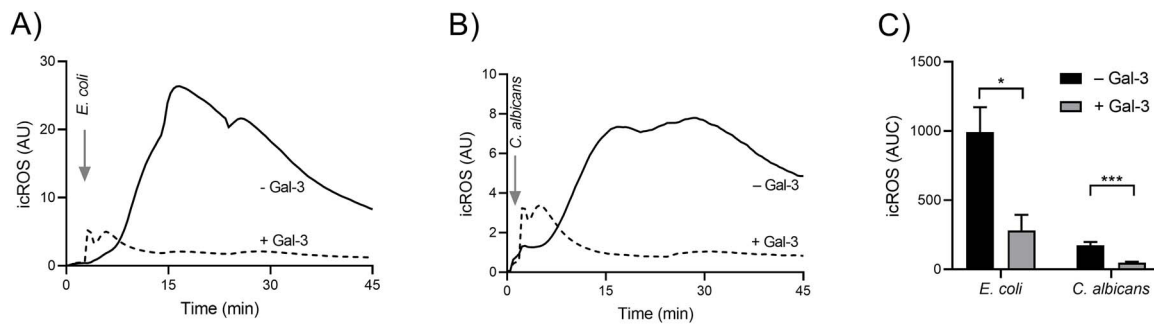 A)
icROS (AU)
30
20
10
0
E. coli
- Gal-3
+ Gal-3
0
15
30
45
Time (min)
B)
icROS (AU)
10
8
6
4
2
0
C. albicans
– Gal-3
+ Gal-3
0
15
30
45
Time (min)
C)
icROS (AUC)
1500
1000
500
0
*
***
– Gal-3
+ Gal-3
E. coli
C. albicans